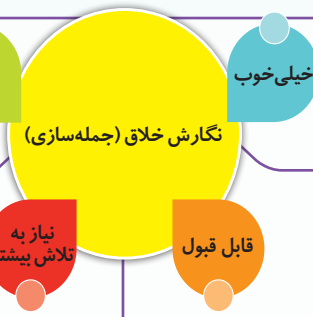 خیلی‌خوب
نگارش خلاق (جمله‌سازی)
قابل قبول
نیاز به
تلاش بیشتر